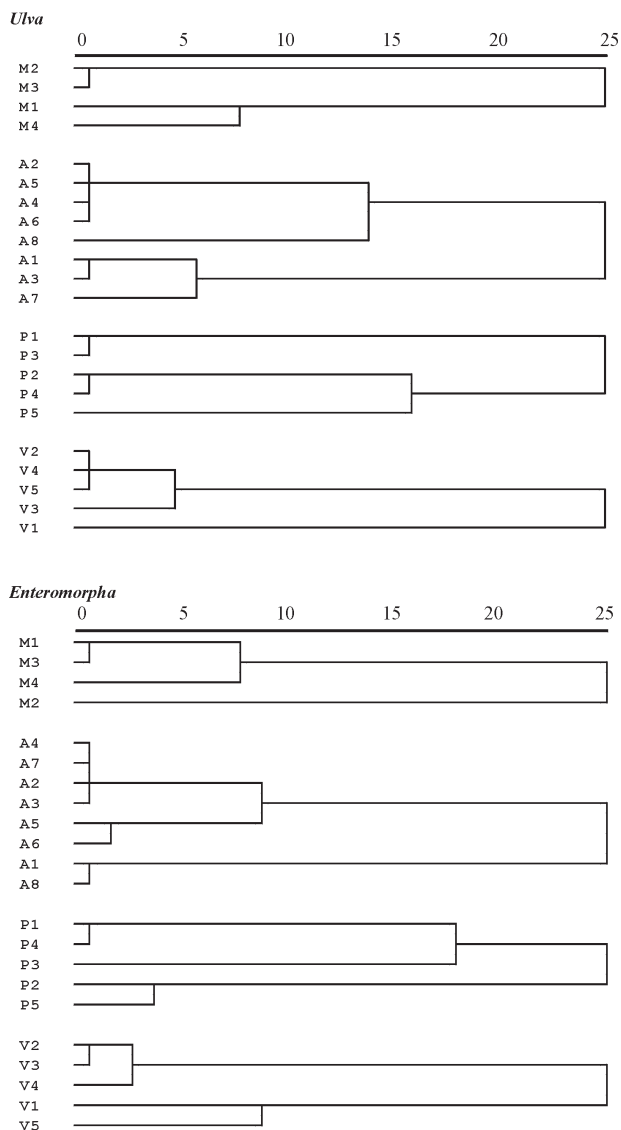 Ulva
0 5 10 15 20 25
M2
M3
M1
M4
A2
A5
A4
A6
A8
A1
A3
A7
P1
P3
P2
P4
P5
V2
V4
V5
V3
V1
Enteromorpha
0 5 10 15 20 25
M1
M3
M4
M2
A4
A7
A2
A3
A5
A6
A1
A8
P1
P4
P3
P2
P5
V2
V3
V4
V1
V5